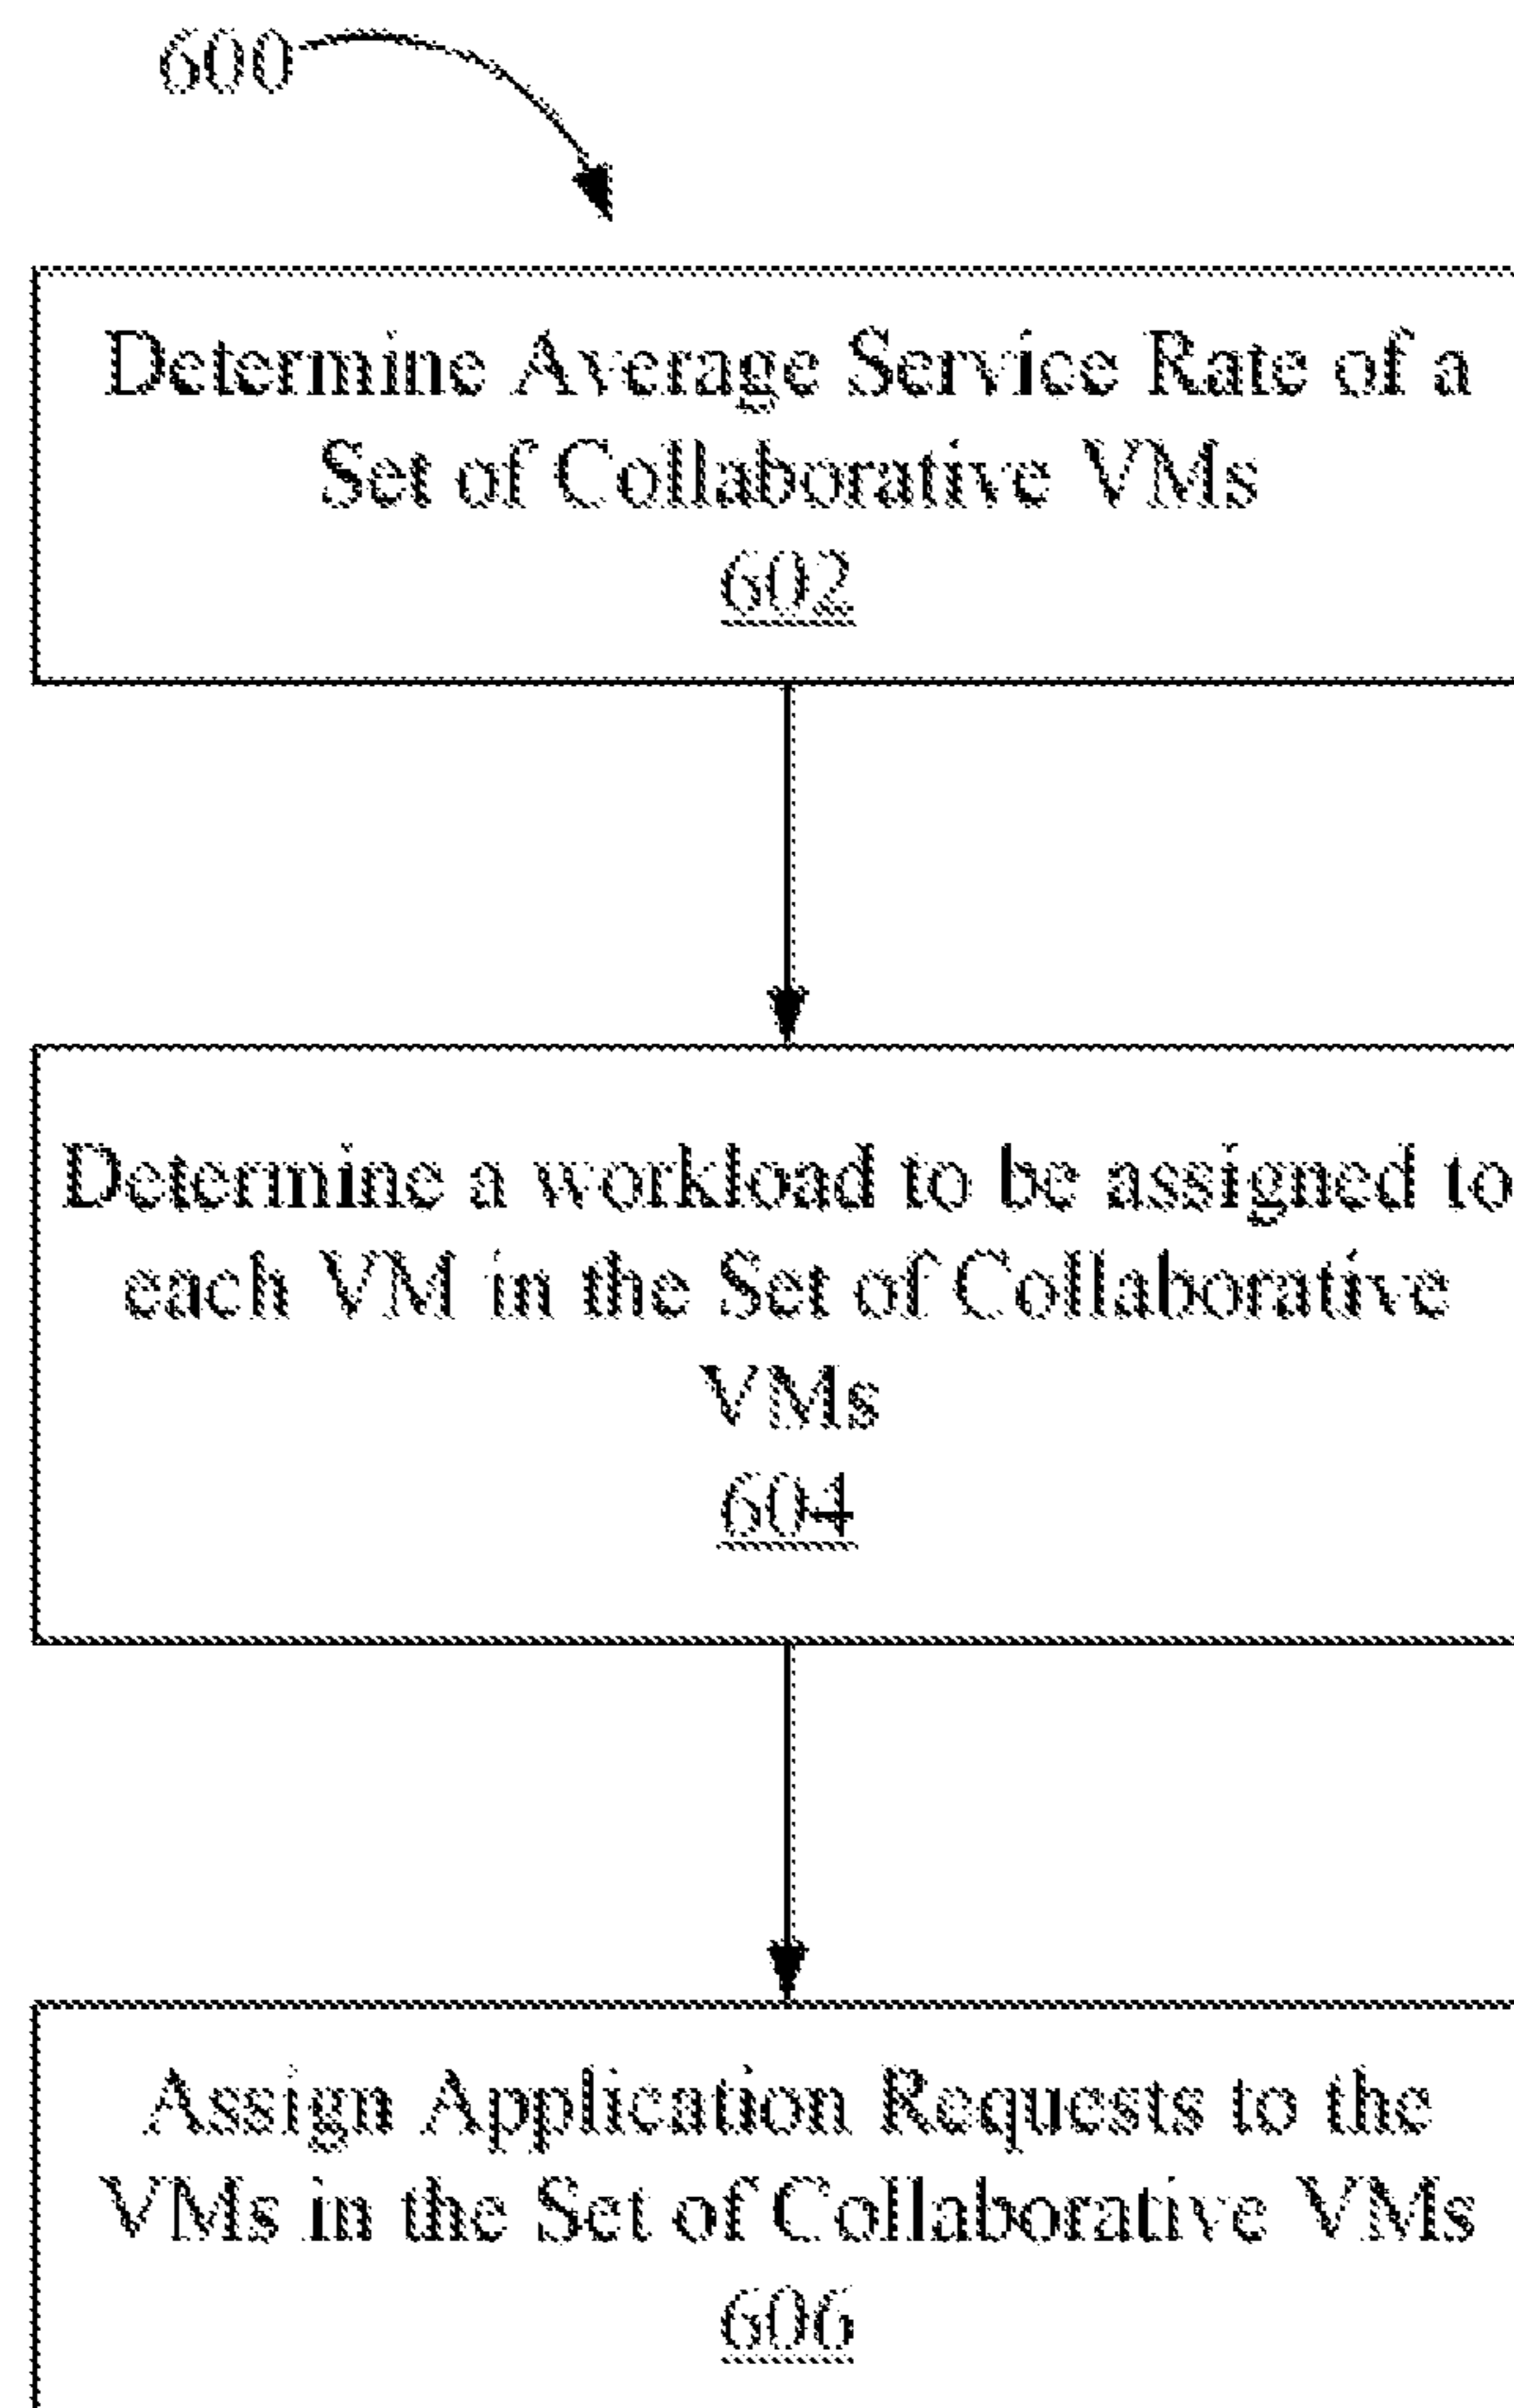 600
Determine Average Service Rate of a
Set of Collaborative VMs
602
Determine a workload to be assigned to
each VM in the Set of Collaborative
VMs
604
Assign Application Requests to the
VMs in the Set of Collaborative VMs
606